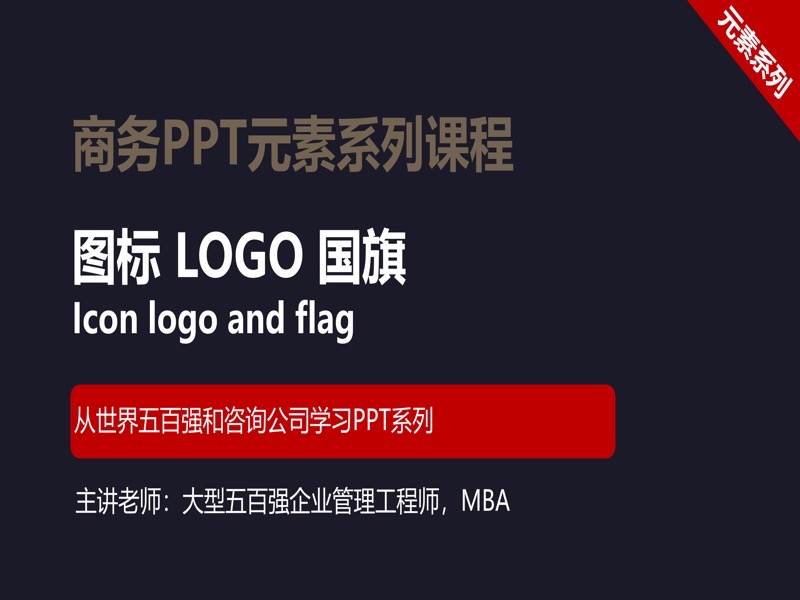 元素系列
商务PPT元素系列课程
图标 LOGO 国旗
Icon logo and flag
从世界五百强和咨询公司学习PPT系列
主讲老师：大型五百强企业管理工程师，MBA